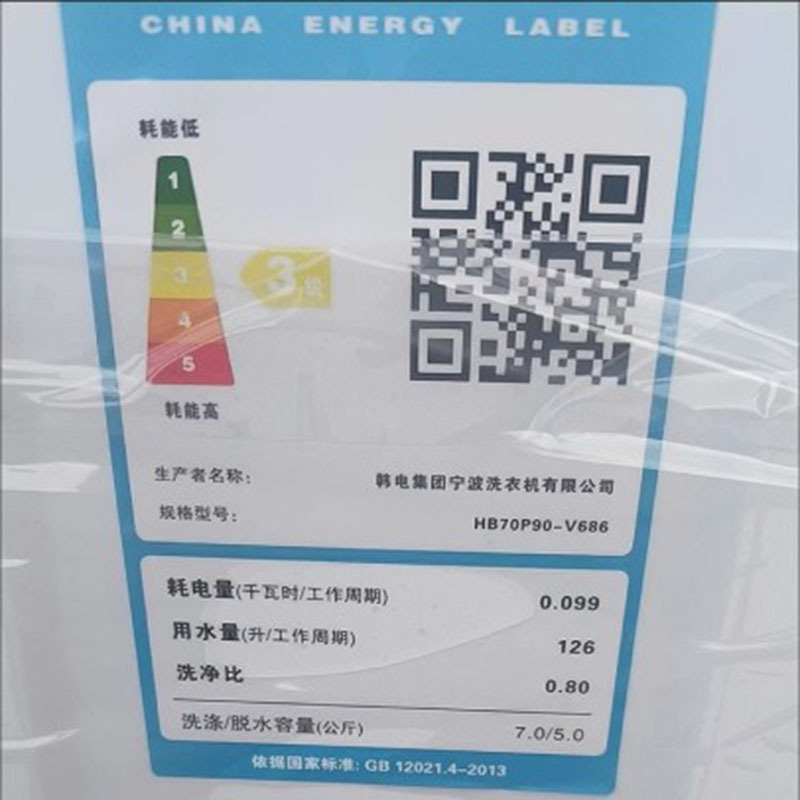 CHINA ENERGY LABEL
耗能低
1
2
3
3级
4
5
耗能高
生产者名称: 韩电集团宁波洗衣机有限公司
规格型号: HB70P90-V686
耗电量(千瓦时/工作周期) 0.099
用水量(升/工作周期) 126
洗净比 0.80
洗涤/脱水容量(公斤) 7.0/5.0
依据国家标准: GB 12021.4-2013